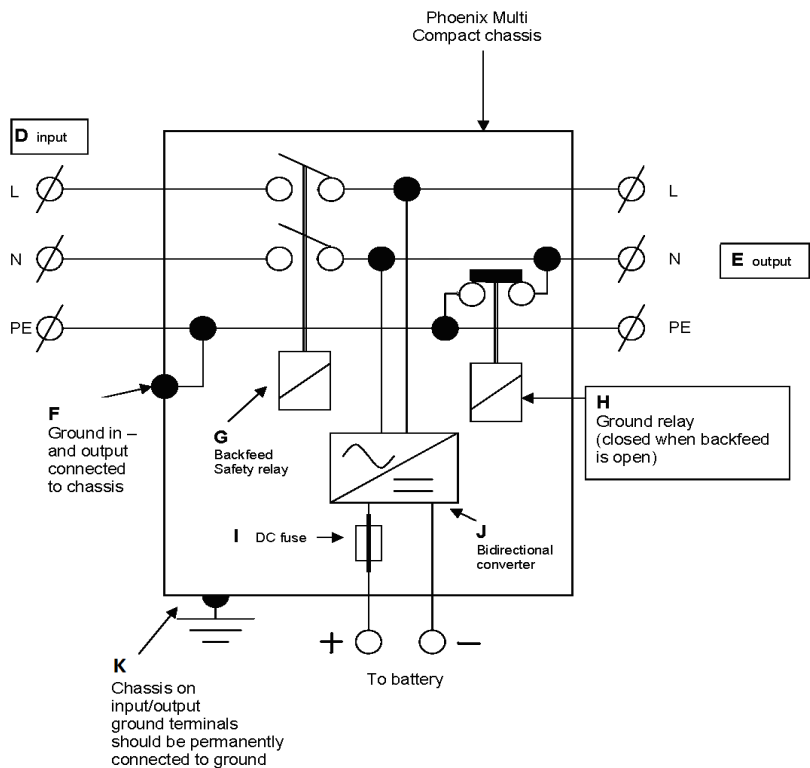 Phoenix Multi
Compact chassis
D input
L
L
N
N
E output
PE
PE
F
Ground in –
and output
connected
to chassis
G
Backfeed
Safety relay
H
Ground relay
(closed when backfeed
is open)
I DC fuse
J
Bidirectional
converter
+
–
To battery
K
Chassis on
input/output
ground terminals
should be permanently
connected to ground